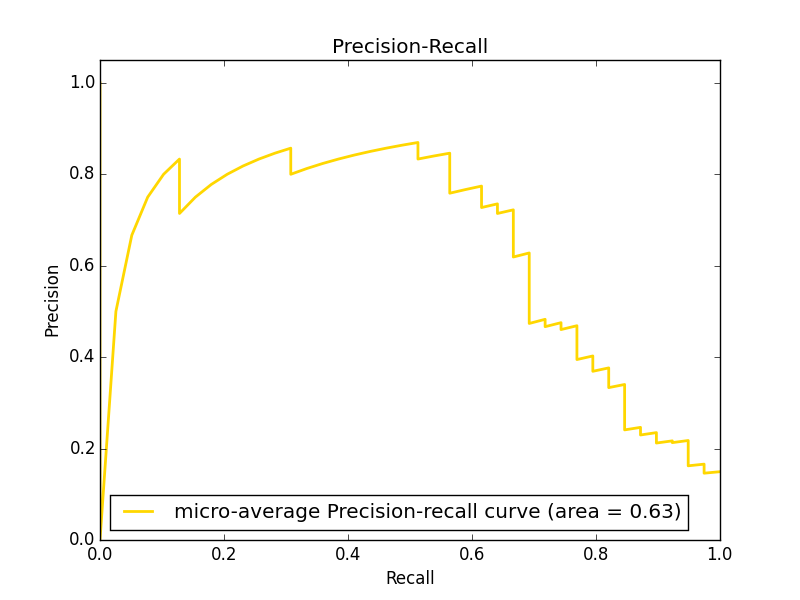 Precision-Recall
1.0
0.8
0.6
0.4
0.2
0.0
Precision
micro-average Precision-recall curve (area = 0.63)
0.0 0.2 0.4 0.6 0.8 1.0
Recall